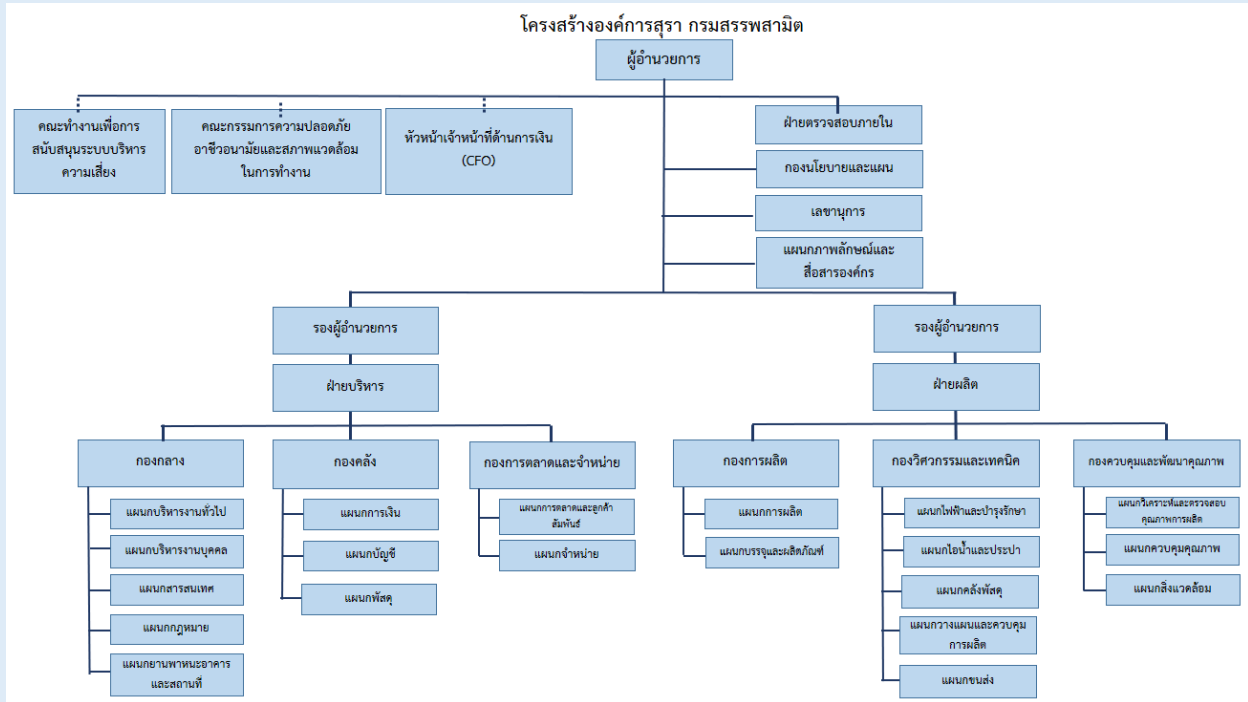 โครงสร้างองค์การสุรา กรมสรรพสามิต
ผู้อำนวยการ
คณะทำงานเพื่อการ
สนับสนุนระบบบริหาร
ความเสี่ยง
คณะกรรมการความปลอดภัย
อาชีวอนามัยและสภาพแวดล้อม
ในการทำงาน
หัวหน้าเจ้าหน้าที่ด้านการเงิน
(CFO)
ฝ่ายตรวจสอบภายใน
กองนโยบายและแผน
เลขานุการ
แผนกภาพลักษณ์และ
สื่อสารองค์กร
รองผู้อำนวยการ
ฝ่ายบริหาร
รองผู้อำนวยการ
ฝ่ายผลิต
กองกลาง
แผนกบริหารงานทั่วไป
แผนกบริหารงานบุคคล
แผนกสารสนเทศ
แผนกกฎหมาย
แผนกยานพาหนะอาคาร
และสถานที่
กองคลัง
แผนกการเงิน
แผนกบัญชี
แผนกพัสดุ
กองการตลาดและจำหน่าย
แผนกการตลาดและลูกค้า
สัมพันธ์
แผนกจำหน่าย
กองการผลิต
แผนกการผลิต
แผนกบรรจุและผลิตภัณฑ์
กองวิศวกรรมและเทคนิค
แผนกไฟฟ้าและบำรุงรักษา
แผนกไอน้ำและประปา
แผนกคลังพัสดุ
แผนกวางแผนและควบคุม
การผลิต
แผนกขนส่ง
กองควบคุมและพัฒนาคุณภาพ
แผนกวิเคราะห์และตรวจสอบ
คุณภาพการผลิต
แผนกควบคุมคุณภาพ
แผนกสิ่งแวดล้อม